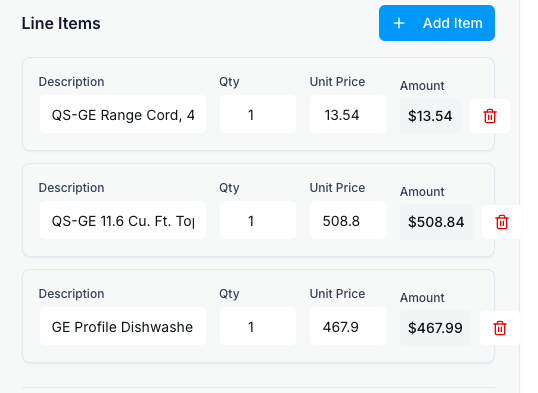 Line Items
+ Add Item
Description Qty Unit Price Amount
QS-GE Range Cord, 4 1 13.54 $13.54
Description Qty Unit Price Amount
QS-GE 11.6 Cu. Ft. Top 1 508.8 $508.84
Description Qty Unit Price Amount
GE Profile Dishwashe 1 467.9 $467.99